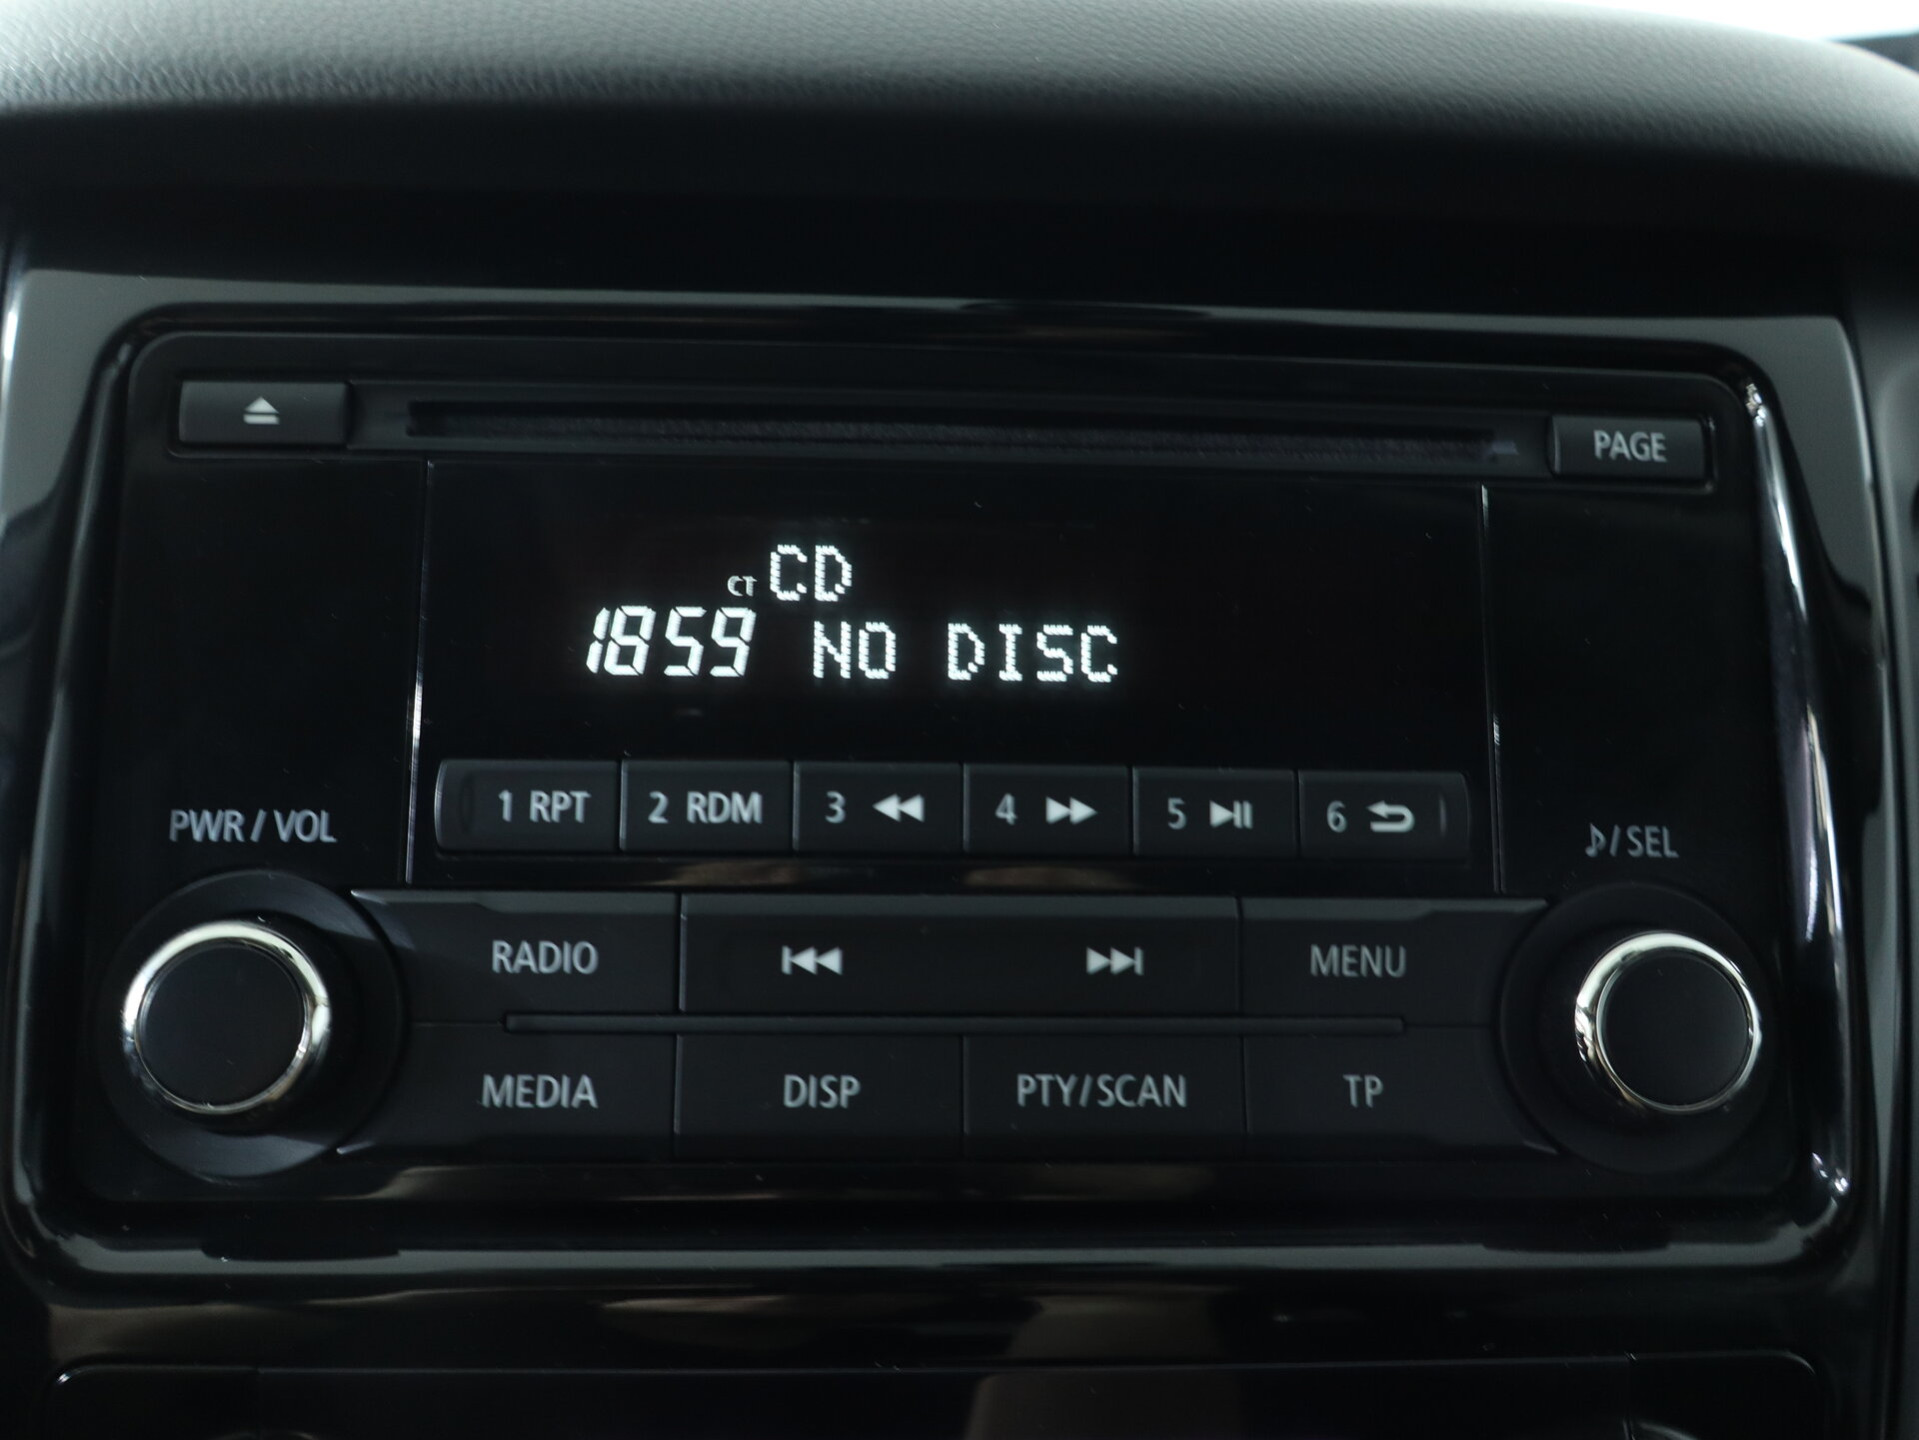 PAGE
CT CD
1859 NO DISC
1 RPT 2 RDM 3 4 5 6
PWR / VOL
/ SEL
RADIO MENU
MEDIA DISP PTY/SCAN TP